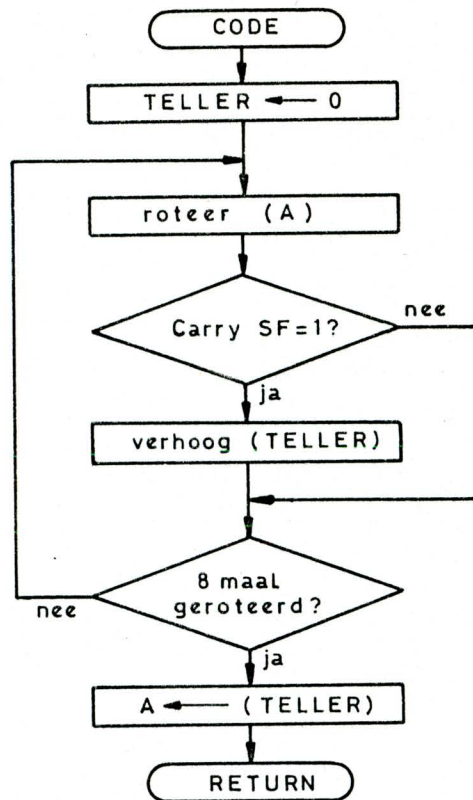 CODE
TELLER ← 0
roteer (A)
Carry SF=1?
nee
ja
verhoog (TELLER)
8 maal
geroteerd?
nee
ja
A ← (TELLER)
RETURN